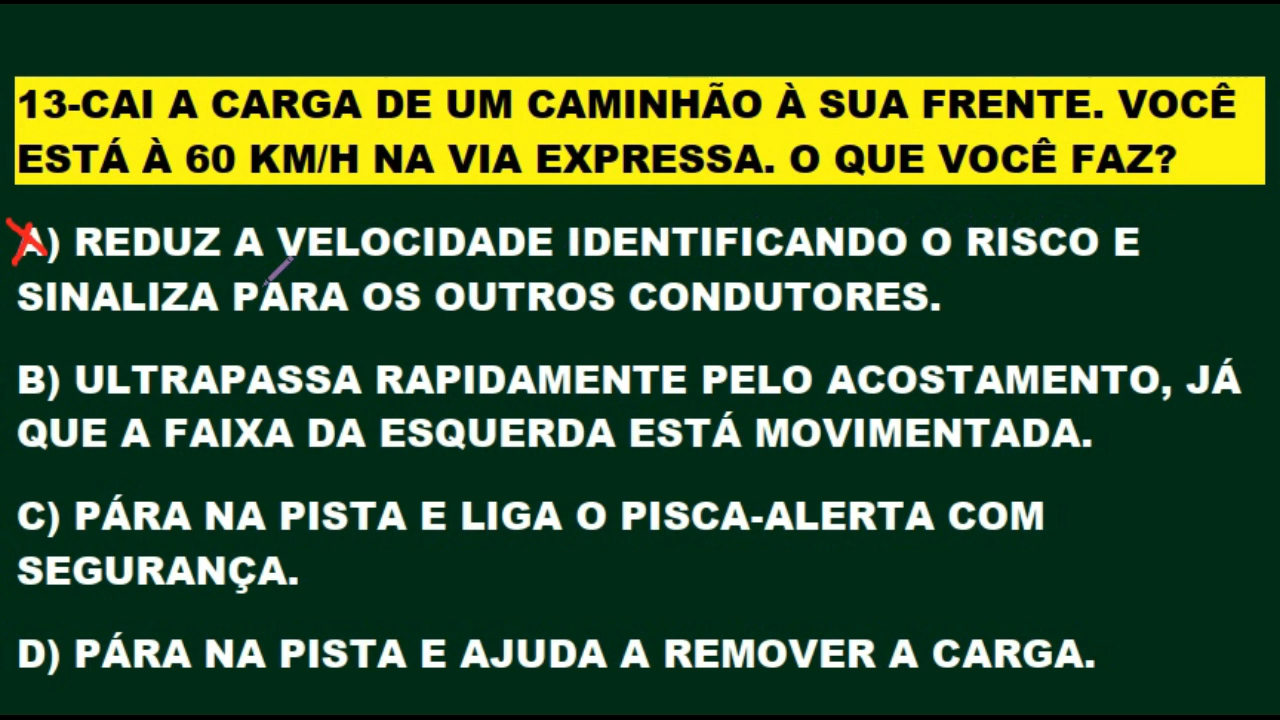 13-CAI A CARGA DE UM CAMINHÃO À SUA FRENTE. VOCÊ
ESTÁ À 60 KM/H NA VIA EXPRESSA. O QUE VOCÊ FAZ?
A) REDUZ A VELOCIDADE IDENTIFICANDO O RISCO E
SINALIZA PARA OS OUTROS CONDUTORES.
B) ULTRAPASSA RAPIDAMENTE PELO ACOSTAMENTO, JÁ
QUE A FAIXA DA ESQUERDA ESTÁ MOVIMENTADA.
C) PÁRA NA PISTA E LIGA O PISCA-ALERTA COM
SEGURANÇA.
D) PÁRA NA PISTA E AJUDA A REMOVER A CARGA.